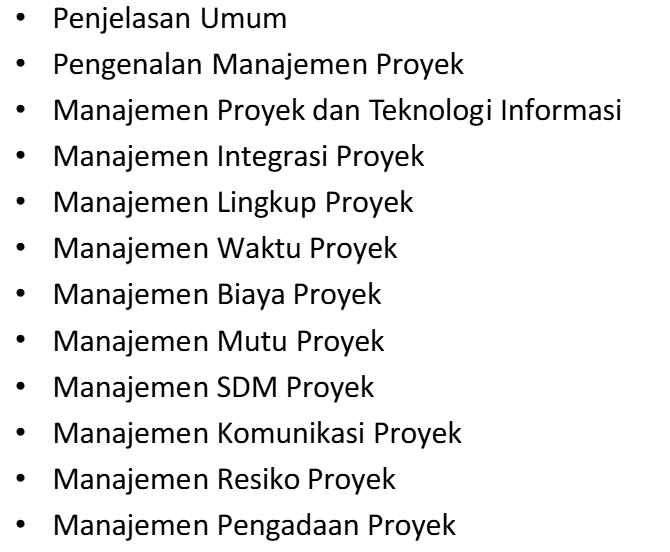 • Penjelasan Umum
• Pengenalan Manajemen Proyek
• Manajemen Proyek dan Teknologi Informasi
• Manajemen Integrasi Proyek
• Manajemen Lingkup Proyek
• Manajemen Waktu Proyek
• Manajemen Biaya Proyek
• Manajemen Mutu Proyek
• Manajemen SDM Proyek
• Manajemen Komunikasi Proyek
• Manajemen Resiko Proyek
• Manajemen Pengadaan Proyek